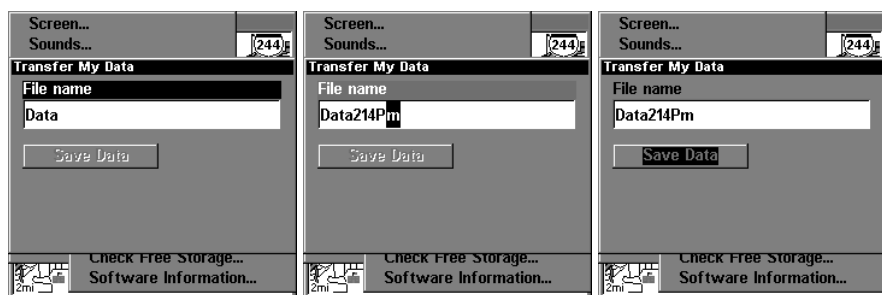 Screen...
Sounds...
244
Transfer My Data
File name
Data
Save Data
Check Free Storage...
Software Information...
2mi
Screen...
Sounds...
244
Transfer My Data
File name
Data214Pm
Save Data
Check Free Storage...
Software Information...
2mi
Screen...
Sounds...
244
Transfer My Data
File name
Data214Pm
Save Data
Check Free Storage...
Software Information...
2mi